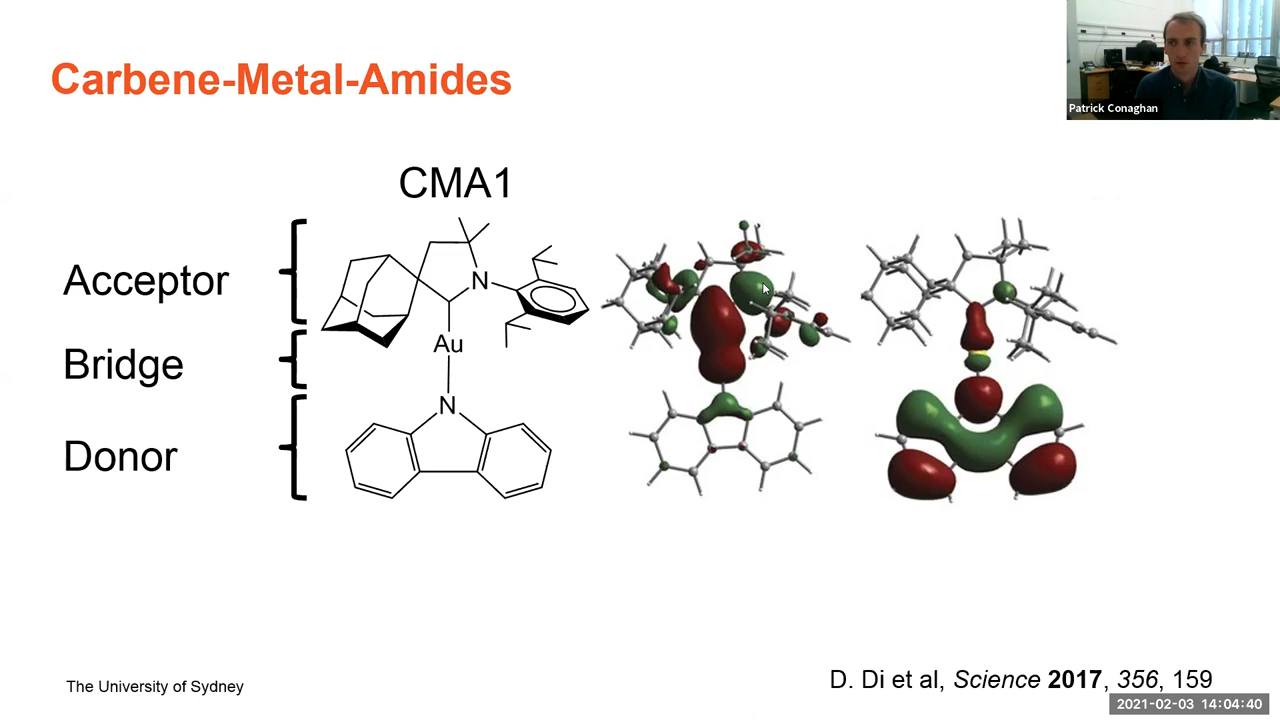 Carbene-Metal-Amides
Patrick Conaghan
CMA1
Acceptor
Bridge
Donor
N
Au
N
The University of Sydney
D. Di et al, Science 2017, 356, 159
2021-02-03 14:04:40